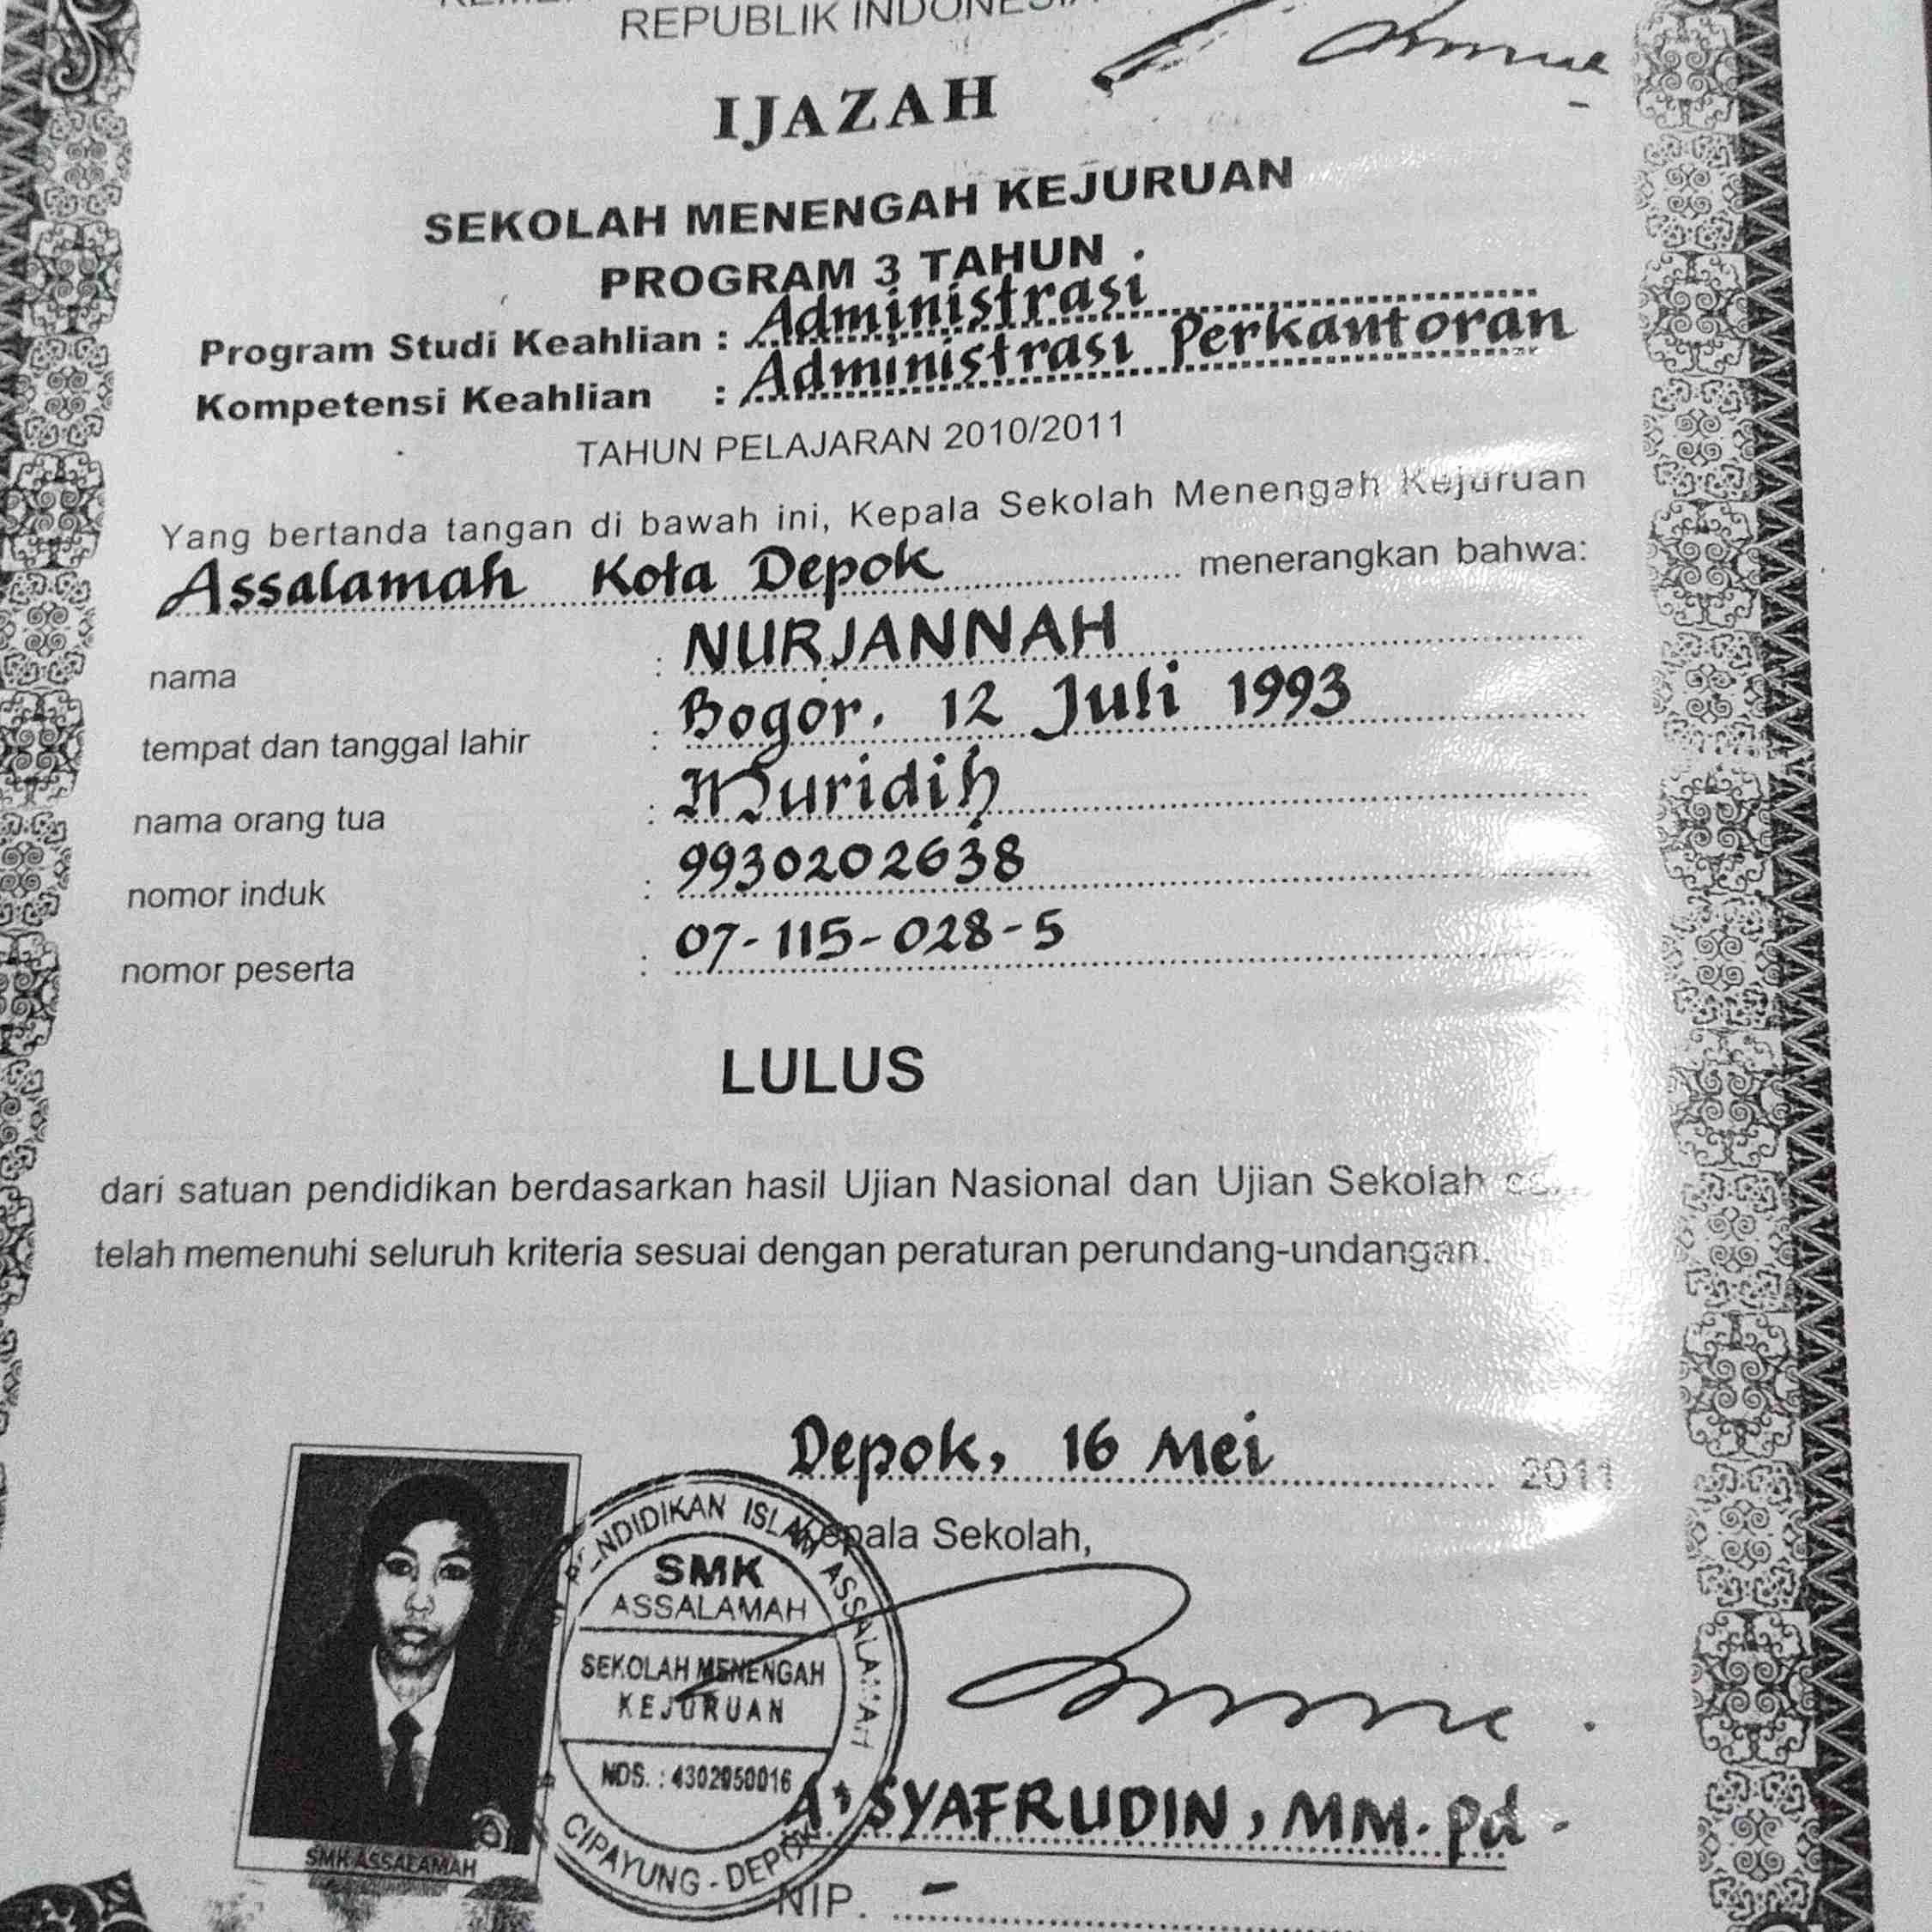 REPUBLIK INDONESIA
IJAZAH
SEKOLAH MENENGAH KEJURUAN
PROGRAM 3 TAHUN
Program Studi Keahlian : Administrasi
Kompetensi Keahlian : Administrasi Perkantoran
TAHUN PELAJARAN 2010/2011
Yang bertanda tangan di bawah ini, Kepala Sekolah Menengah Kejuruan
Assalamah Kota Depok menerangkan bahwa:
nama : NURJANNAH
tempat dan tanggal lahir : Bogor, 12 Juli 1993
nama orang tua : Muridih
nomor induk : 9930202638
nomor peserta : 07-115-028-5
LULUS
dari satuan pendidikan berdasarkan hasil Ujian Nasional dan Ujian Sekolah
telah memenuhi seluruh kriteria sesuai dengan peraturan perundang-undangan.
Depok, 16 Mei 2011
Kepala Sekolah,
PENDIDIKAN ISLAM ASSALAMAH
SMK
ASSALAMAH
SEKOLAH MENENGAH
KEJURUAN
NDS. : 4302050016
CIPAYUNG - DEPOK
A. SYAFRUDIN, MM.Pd.
SMK ASSALAMAH
NIP. -